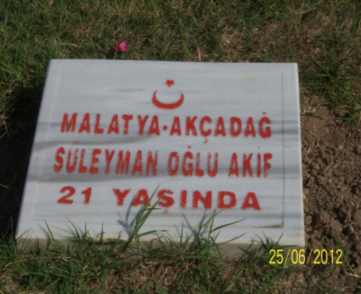 MALATYA-AKÇADAĞ
SÜLEYMAN OĞLU AKİF
21 YAŞINDA
25/06/2012